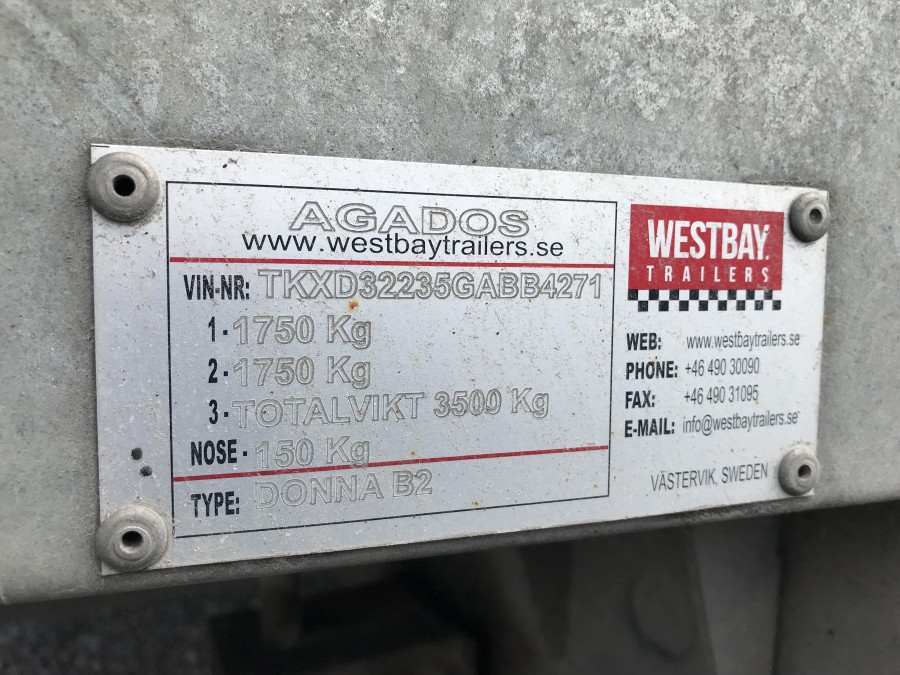 AGADOS
www.westbaytrailers.se
VIN-NR: TKXD32235GABB4271
1- 1750 Kg
2- 1750 Kg
3- TOTALVIKT 3500 Kg
NOSE- 150 Kg
TYPE: DONNA B2
WESTBAY
TRAILERS
WEB: www.westbaytrailers.se
PHONE: +46 490 30090
FAX: +46 490 31095
E-MAIL: info@westbaytrailers.se
VÄSTERVIK, SWEDEN